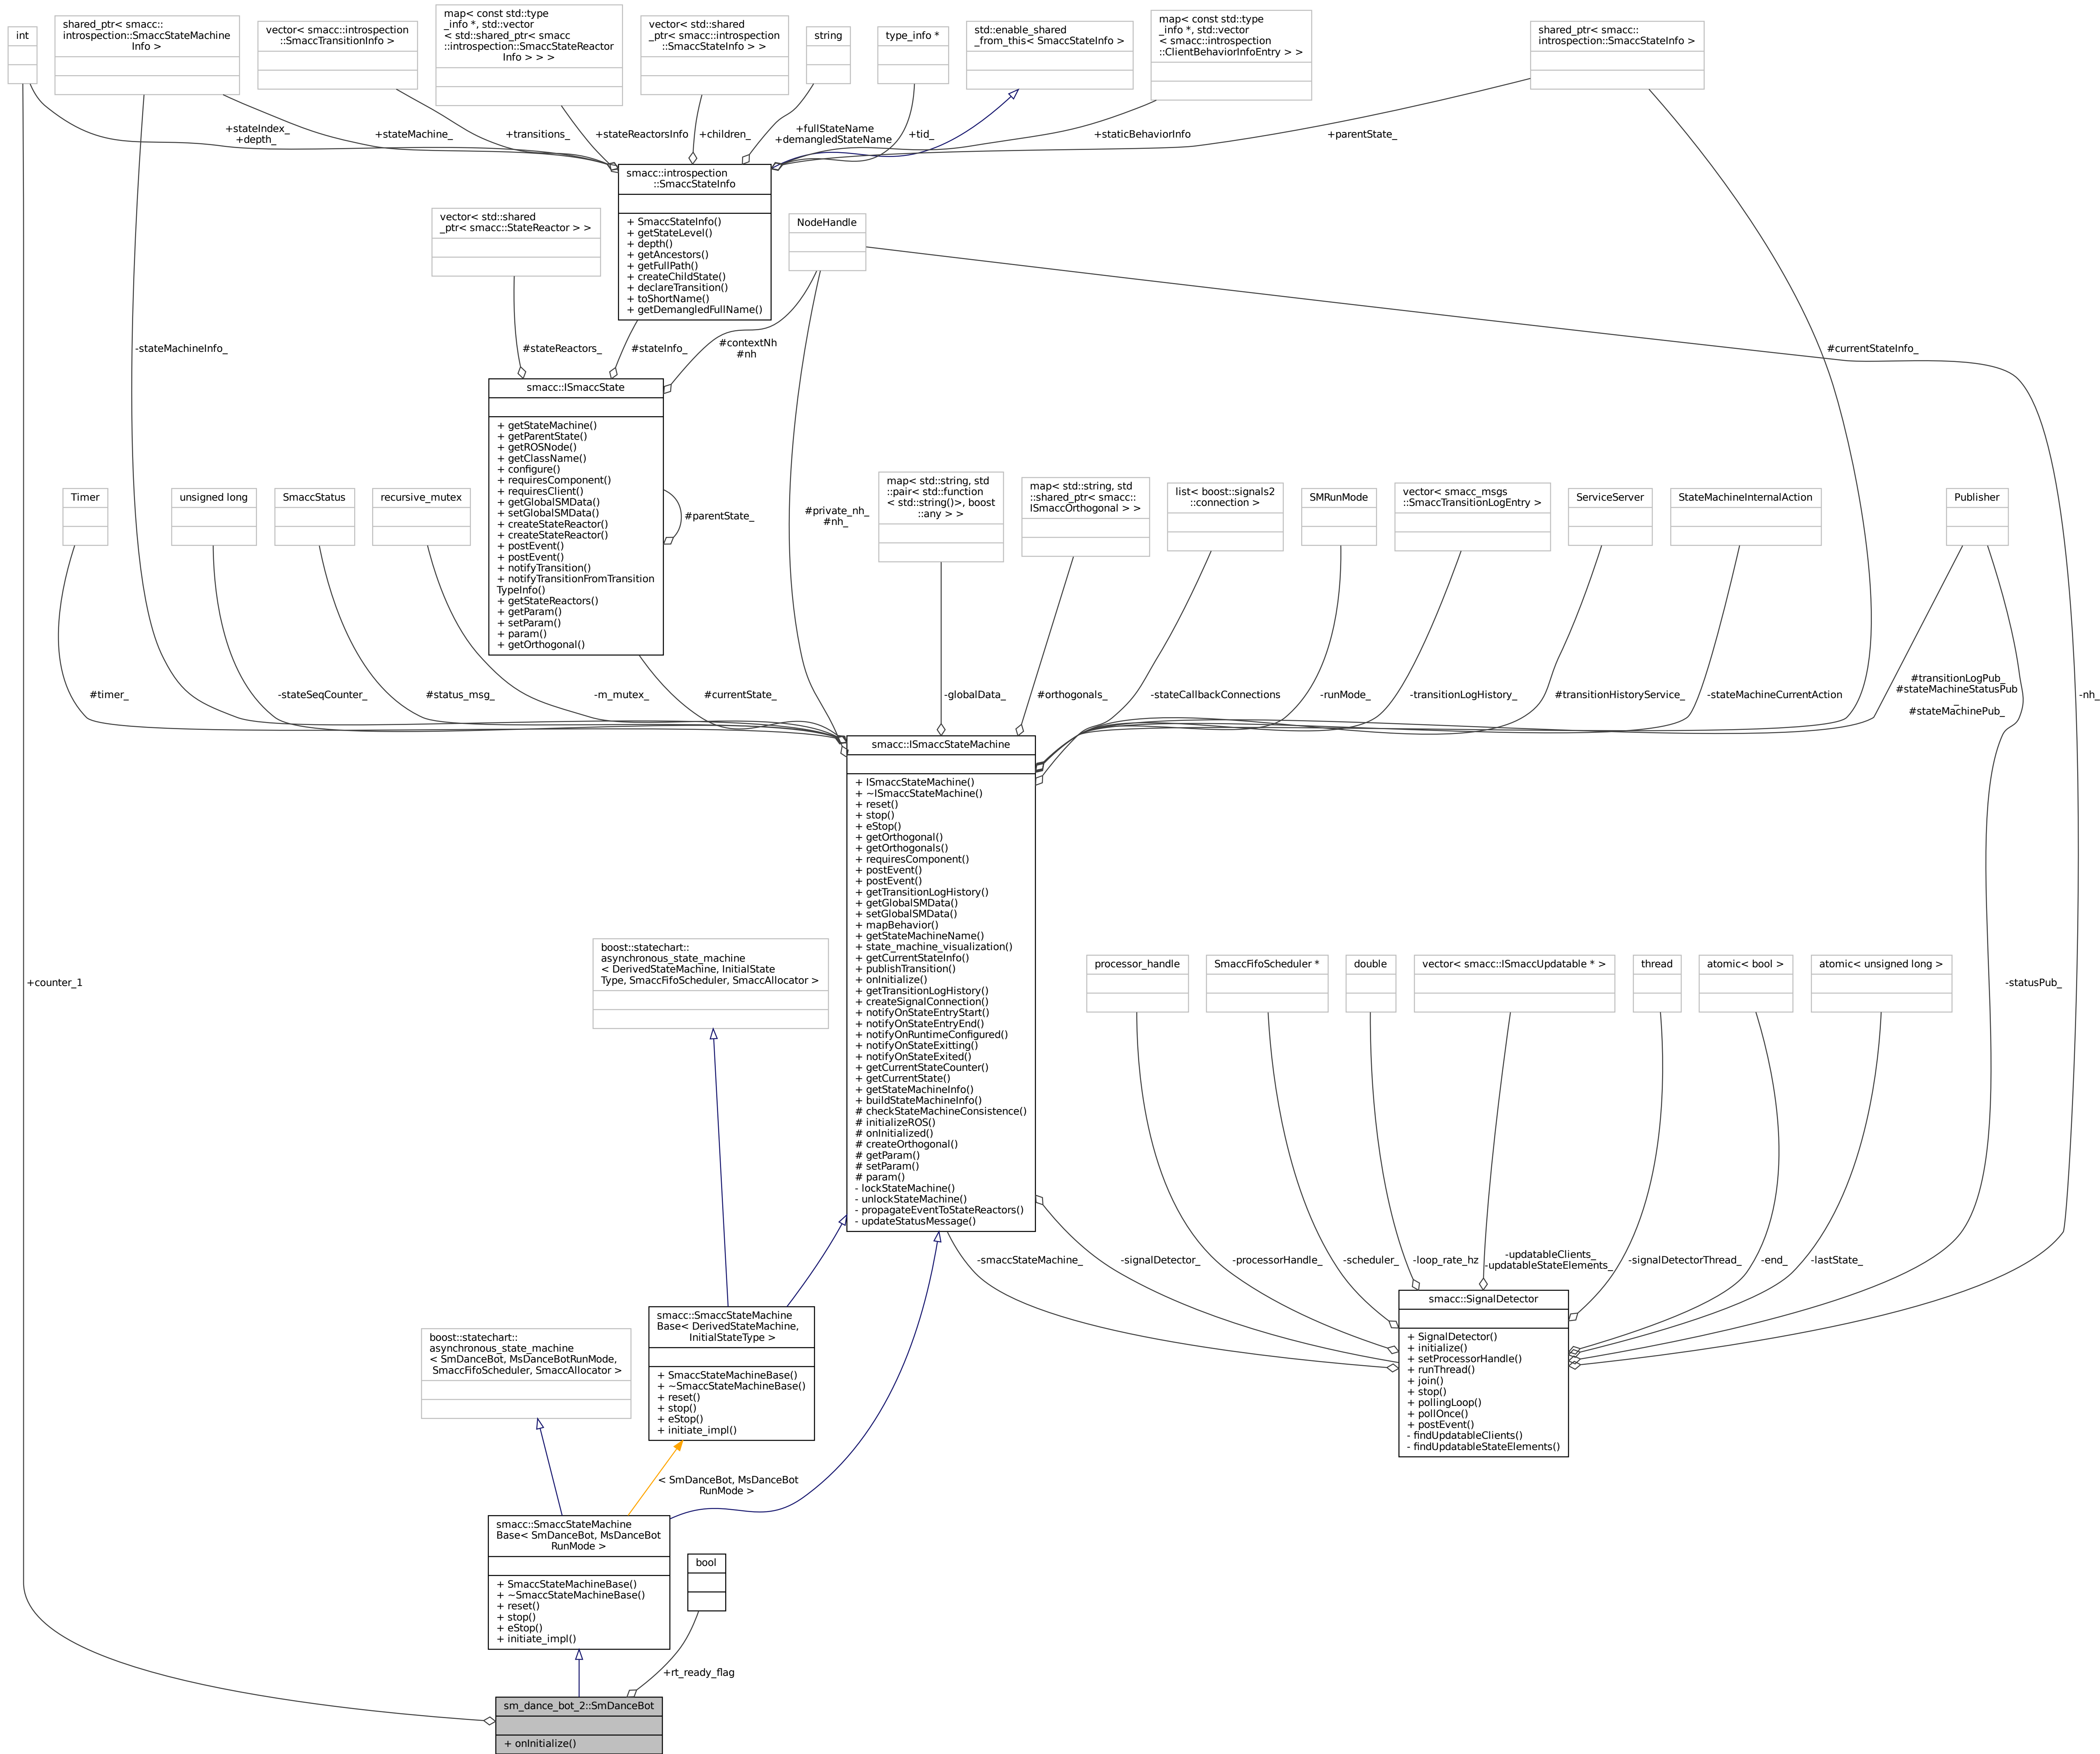 int
shared_ptr< smacc::
introspection::SmaccStateMachine
Info >
vector< smacc::introspection
::SmaccTransitionInfo >
map< const std::type
_info *, std::vector
< std::shared_ptr< smacc
::introspection::SmaccStateReactor
Info > > >
vector< std::shared
_ptr< smacc::introspection
::SmaccStateInfo > >
string
type_info *
std::enable_shared
_from_this< SmaccStateInfo >
map< const std::type
_info *, std::vector
< smacc::introspection
::ClientBehaviorInfoEntry > >
shared_ptr< smacc::
introspection::SmaccStateInfo >
+stateIndex_
+depth_
+stateMachine_
+transitions_
+stateReactorsInfo
+children_
+fullStateName
+demangledStateName
+tid_
+staticBehaviorInfo
+parentState_
smacc::introspection
::SmaccStateInfo
+ SmaccStateInfo()
+ getStateLevel()
+ depth()
+ getAncestors()
+ getFullPath()
+ createChildState()
+ declareTransition()
+ toShortName()
+ getDemangledFullName()
vector< std::shared
_ptr< smacc::StateReactor > >
NodeHandle
-stateMachineInfo_
#stateReactors_
#stateInfo_
#contextNh
#nh
#currentStateInfo_
smacc::ISmaccState
+ getStateMachine()
+ getParentState()
+ getROSNode()
+ getClassName()
+ configure()
+ requiresComponent()
+ requiresClient()
+ getGlobalSMData()
+ setGlobalSMData()
+ createStateReactor()
+ createStateReactor()
+ postEvent()
+ postEvent()
+ notifyTransition()
+ notifyTransitionFromTransition
TypeInfo()
+ getStateReactors()
+ getParam()
+ setParam()
+ param()
+ getOrthogonal()
#parentState_
#private_nh_
#nh_
Timer
unsigned long
SmaccStatus
recursive_mutex
map< std::string, std
::pair< std::function
< std::string()>, boost
::any > >
map< std::string, std
::shared_ptr< smacc::
ISmaccOrthogonal > >
list< boost::signals2
::connection >
SMRunMode
vector< smacc_msgs
::SmaccTransitionLogEntry >
ServiceServer
StateMachineInternalAction
Publisher
#timer_
-stateSeqCounter_
#status_msg_
-m_mutex_
#currentState_
-globalData_
#orthogonals_
-stateCallbackConnections
-runMode_
-transitionLogHistory_
#transitionHistoryService_
-stateMachineCurrentAction
#transitionLogPub_
#stateMachineStatusPub
_
#stateMachinePub_
-nh_
smacc::ISmaccStateMachine
+ ISmaccStateMachine()
+ ~ISmaccStateMachine()
+ reset()
+ stop()
+ eStop()
+ getOrthogonal()
+ getOrthogonals()
+ requiresComponent()
+ postEvent()
+ postEvent()
+ getTransitionLogHistory()
+ getGlobalSMData()
+ setGlobalSMData()
+ mapBehavior()
+ getStateMachineName()
+ state_machine_visualization()
+ getCurrentStateInfo()
+ publishTransition()
+ onInitialize()
+ getTransitionLogHistory()
+ createSignalConnection()
+ notifyOnStateEntryStart()
+ notifyOnStateEntryEnd()
+ notifyOnRuntimeConfigured()
+ notifyOnStateExitting()
+ notifyOnStateExited()
+ getCurrentStateCounter()
+ getCurrentState()
+ getStateMachineInfo()
+ buildStateMachineInfo()
# checkStateMachineConsistence()
# initializeROS()
# onInitialized()
# createOrthogonal()
# getParam()
# setParam()
# param()
- lockStateMachine()
- unlockStateMachine()
- propagateEventToStateReactors()
- updateStatusMessage()
+counter_1
boost::statechart::
asynchronous_state_machine
< DerivedStateMachine, InitialState
Type, SmaccFifoScheduler, SmaccAllocator >
processor_handle
SmaccFifoScheduler *
double
vector< smacc::ISmaccUpdatable * >
thread
atomic< bool >
atomic< unsigned long >
-statusPub_
-smaccStateMachine_
-signalDetector_
-processorHandle_
-scheduler_
-loop_rate_hz
-updatableClients_
-updatableStateElements_
-signalDetectorThread_
-end_
-lastState_
smacc::SignalDetector
+ SignalDetector()
+ initialize()
+ setProcessorHandle()
+ runThread()
+ join()
+ stop()
+ pollingLoop()
+ pollOnce()
+ postEvent()
- findUpdatableClients()
- findUpdatableStateElements()
smacc::SmaccStateMachine
Base< DerivedStateMachine,
InitialStateType >
+ SmaccStateMachineBase()
+ ~SmaccStateMachineBase()
+ reset()
+ stop()
+ eStop()
+ initiate_impl()
boost::statechart::
asynchronous_state_machine
< SmDanceBot, MsDanceBotRunMode,
SmaccFifoScheduler, SmaccAllocator >
< SmDanceBot, MsDanceBot
RunMode >
smacc::SmaccStateMachine
Base< SmDanceBot, MsDanceBot
RunMode >
+ SmaccStateMachineBase()
+ ~SmaccStateMachineBase()
+ reset()
+ stop()
+ eStop()
+ initiate_impl()
bool
+rt_ready_flag
sm_dance_bot_2::SmDanceBot
+ onInitialize()